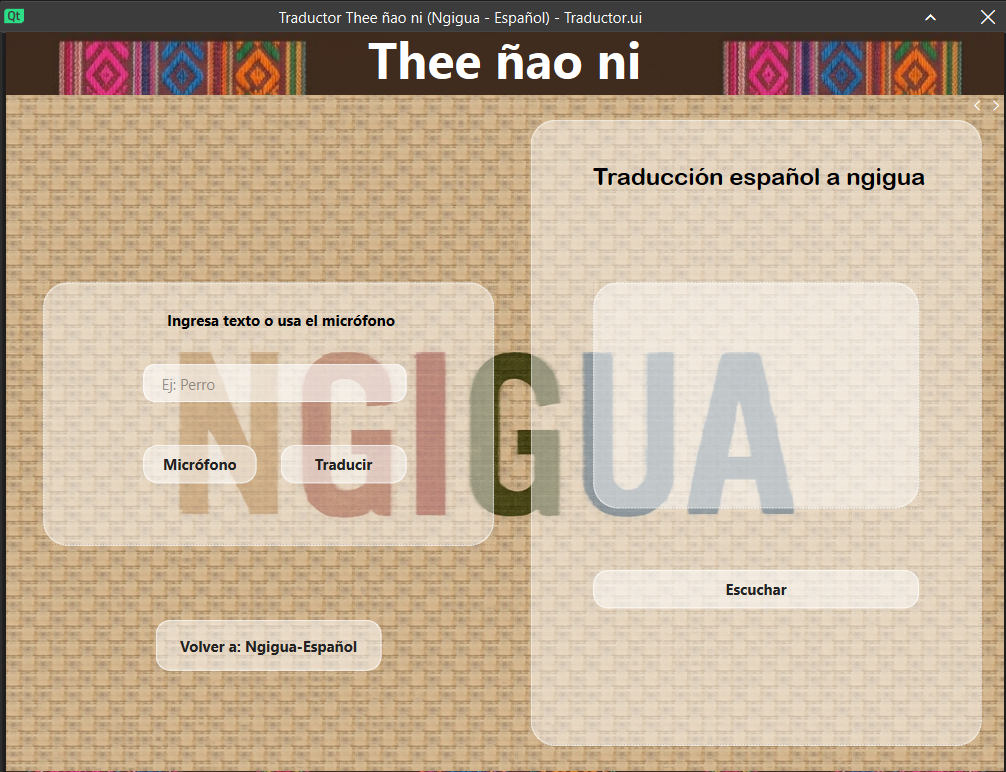 Qt
Traductor Thee ñao ni (Ngigua - Español) - Traductor.ui
Thee ñao ni
Traducción español a ngigua
Ingresa texto o usa el micrófono
Ej: Perro
Micrófono
Traducir
NGIGUA
Escuchar
Volver a: Ngigua-Español